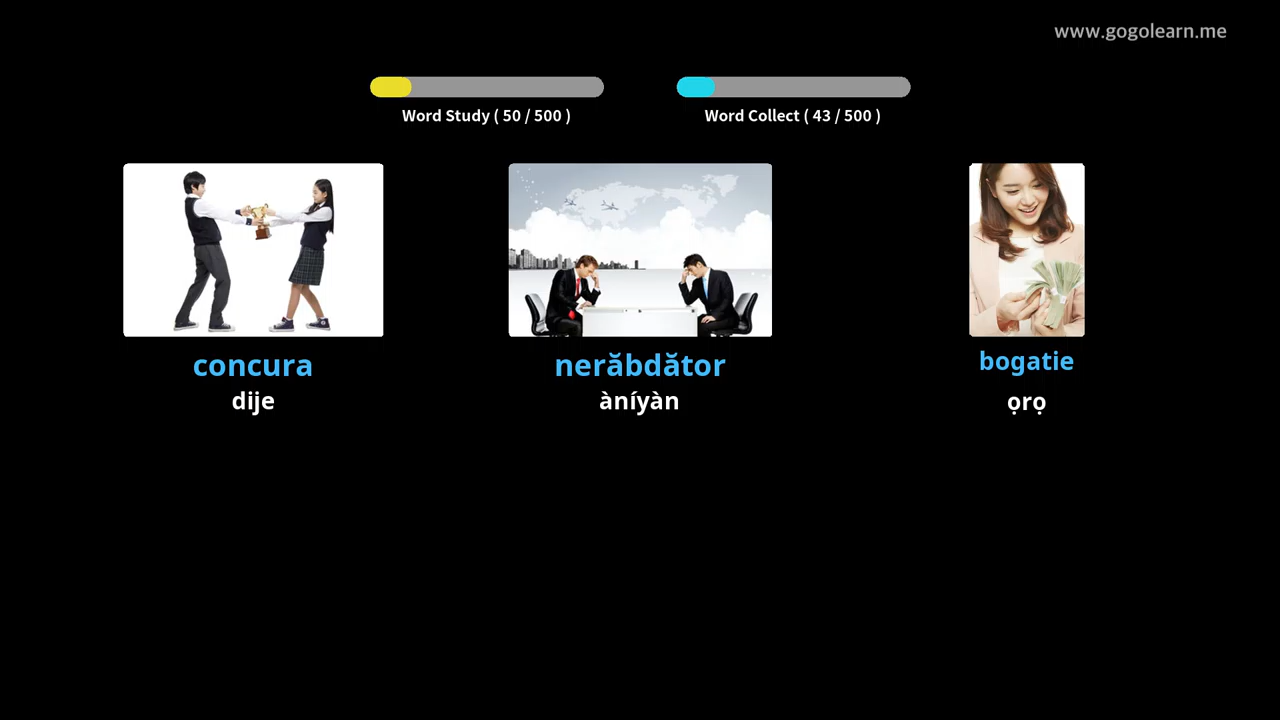 www.gogolearn.me
Word Study ( 50 / 500 )
Word Collect ( 43 / 500 )
concura
nerăbdător
bogatie
dije
àníyàn
ọrọ